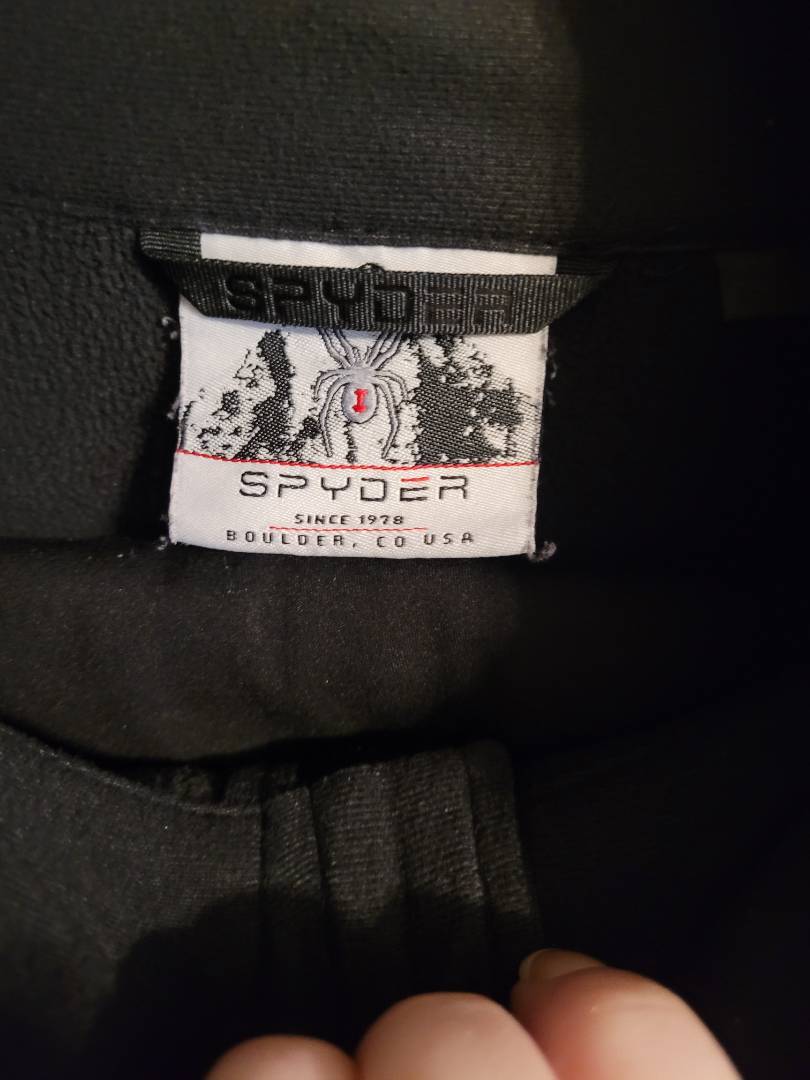 SPYDER
SPYDER
SINCE 1978
BOULDER, CO USA